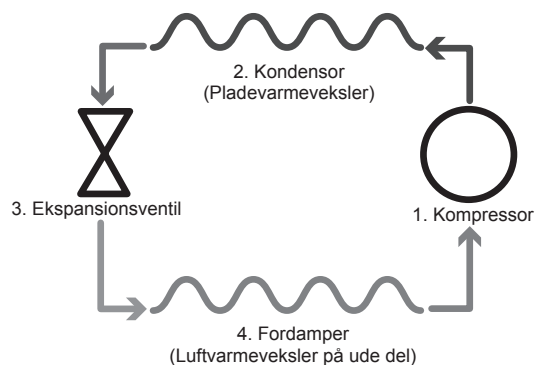 2. Kondensor
(Pladevarmeveksler)
3. Ekspansionsventil
1. Kompressor
4. Fordamper
(Luftvarmeveksler på ude del)